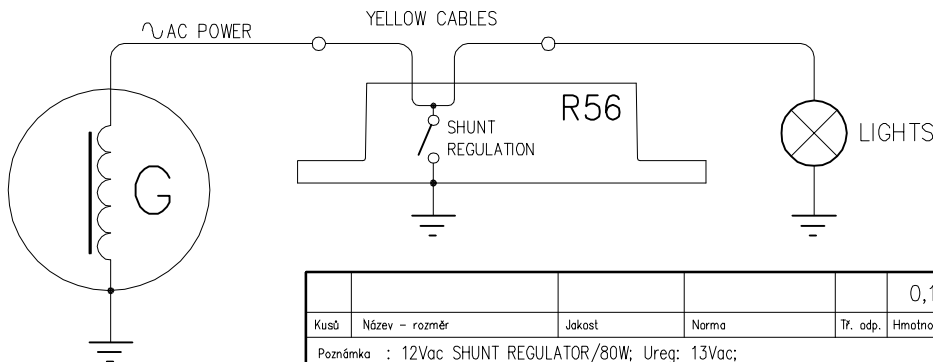 YELLOW CABLES
AC POWER
R56
SHUNT
REGULATION
LIGHTS
G
0,1
Kusů Název – rozměr Jakost Norma Tř. odp.
Poznámka : 12Vac SHUNT REGULATOR/80W; Ureg: 13Vac;